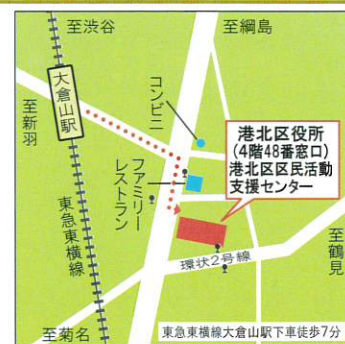 至渋谷
至綱島
大倉山駅
コンビニ
至新羽
港北区役所
(4階48番窓口)
港北区区民活動
支援センター
ファミリー
レストラン
東急東横線
環状2号線
至鶴見
至菊名
東急東横線大倉山駅下車徒歩7分